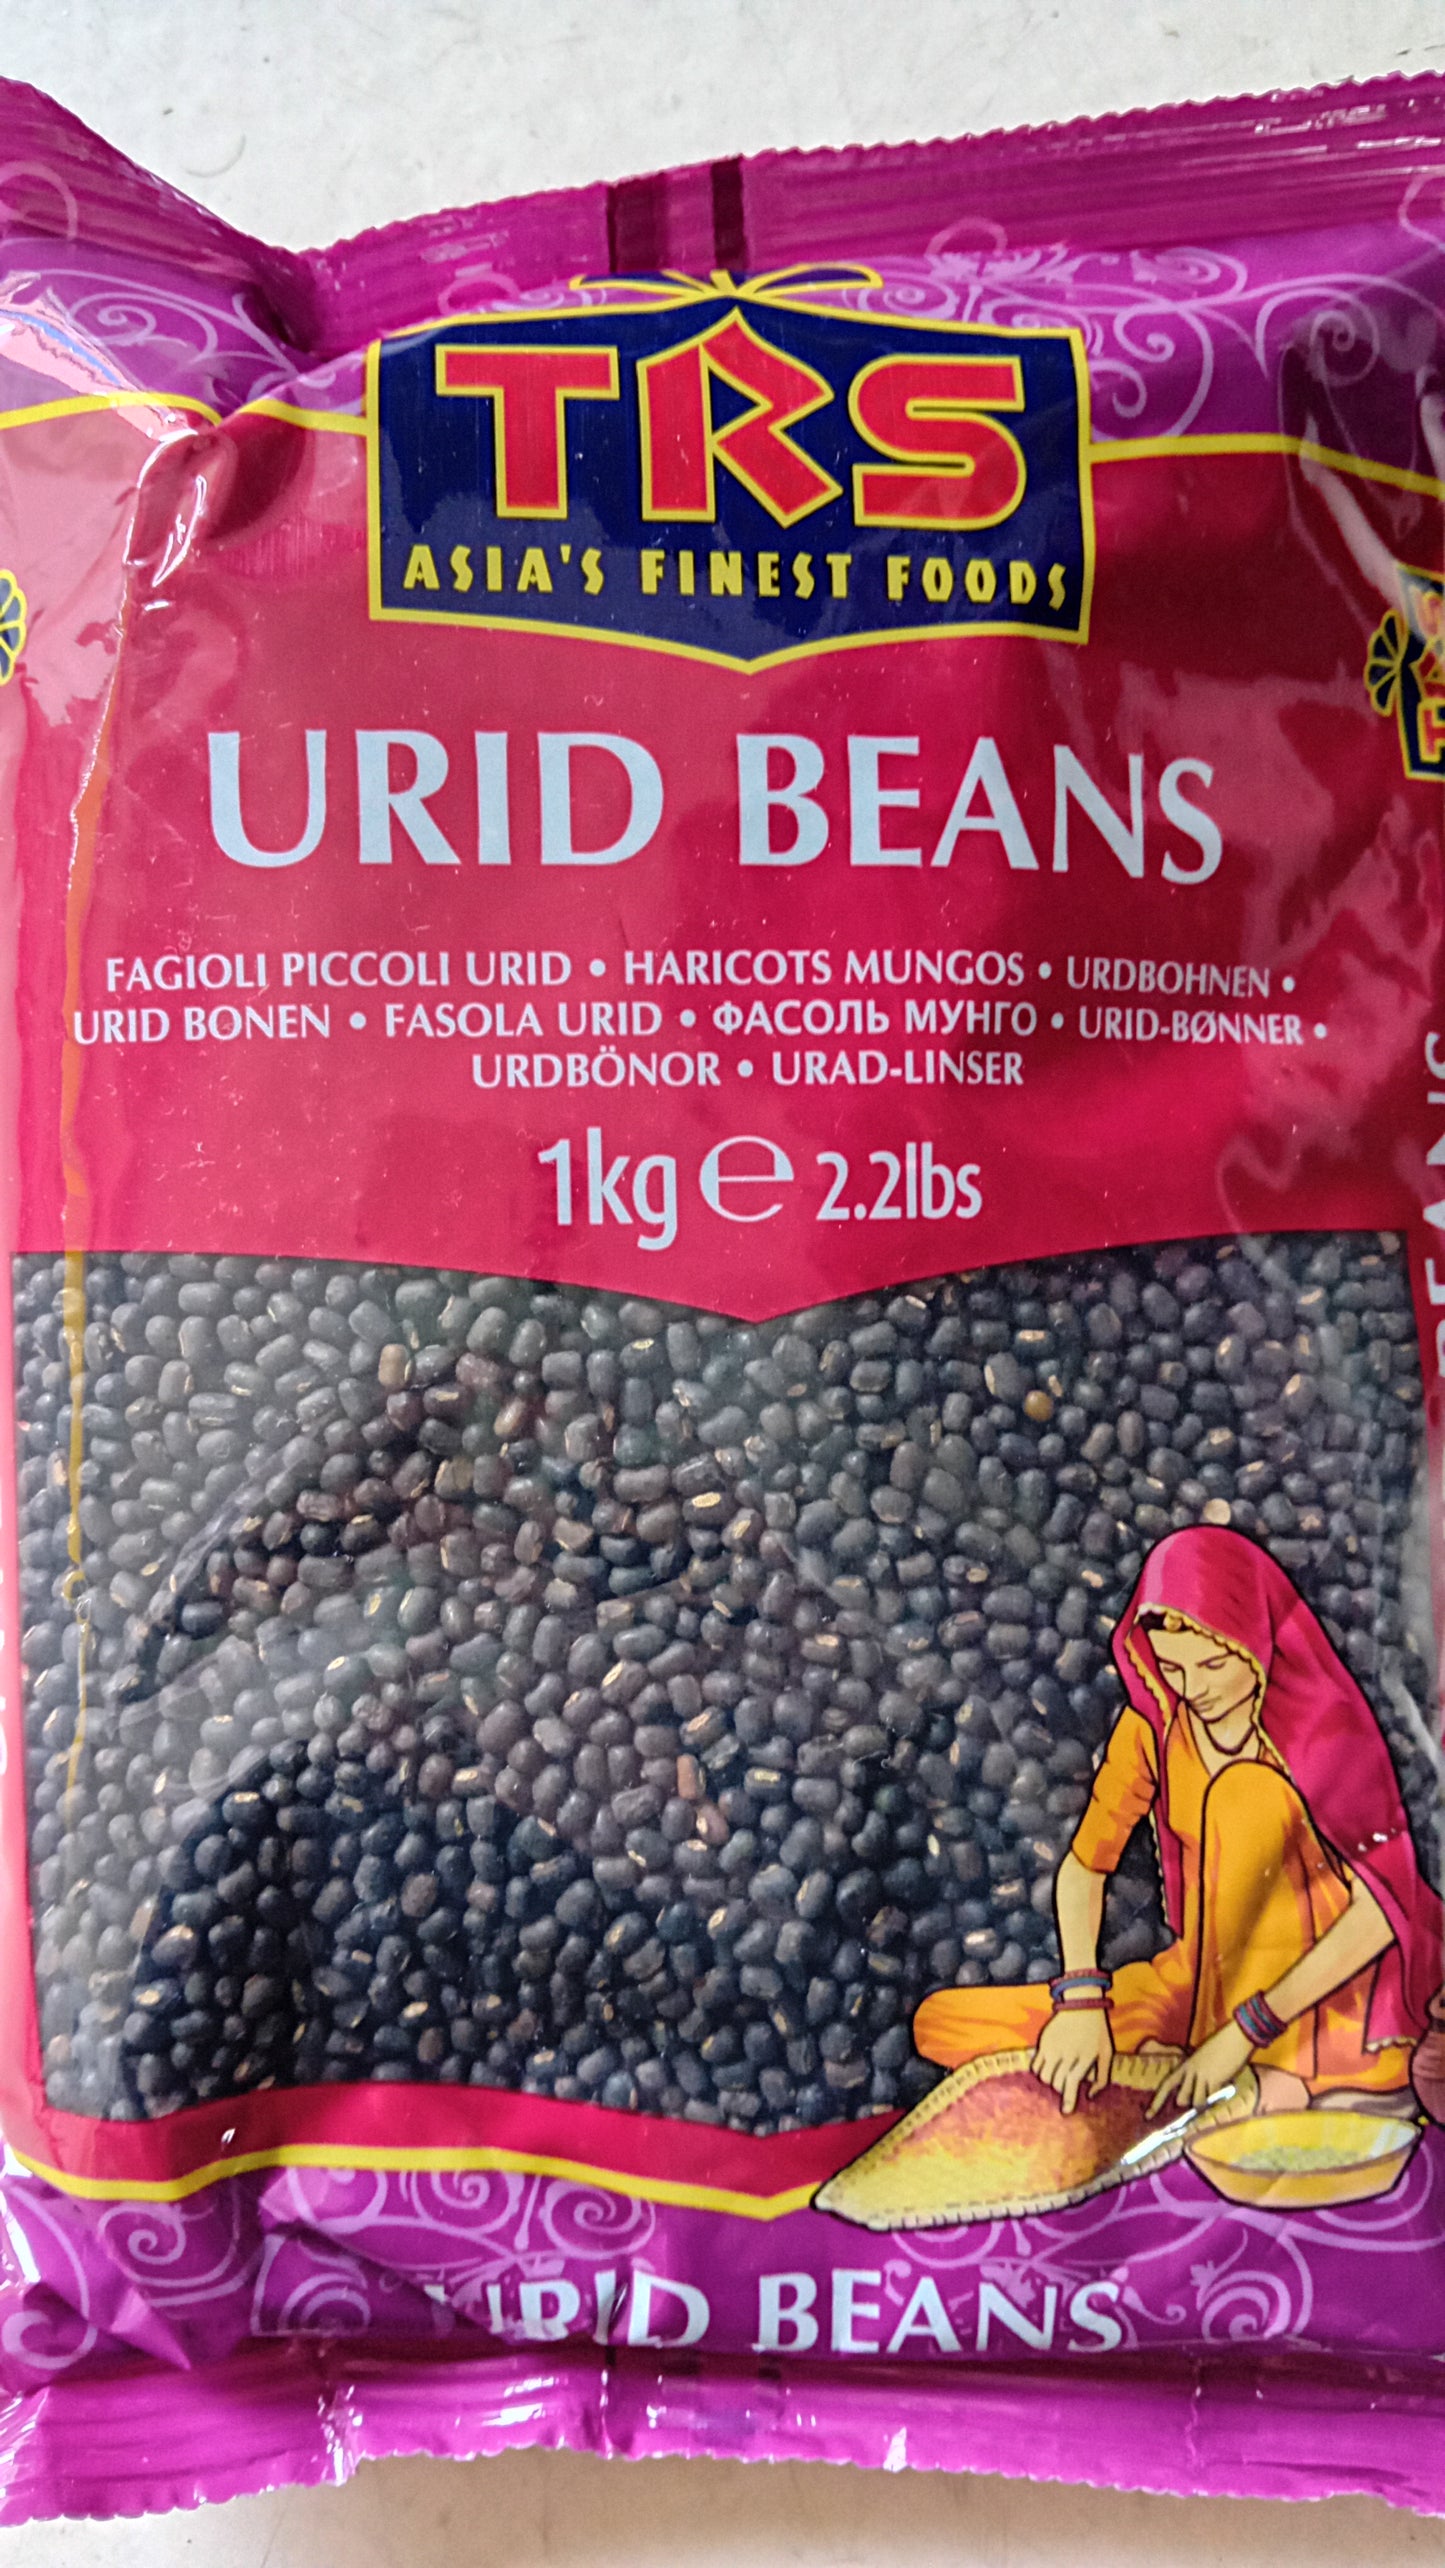 TRS
ASIA'S FINEST FOODS
URID BEANS
FAGIOLI PICCOLI URID • HARICOTS MUNGOS • URDBOHNEN •
URID BONEN • FASOLA URID • ФАСОЛЬ МУНГО • URID-BØNNER •
URDBÖNOR • URAD-LINSER
1kg e 2.2lbs
URID BEANS